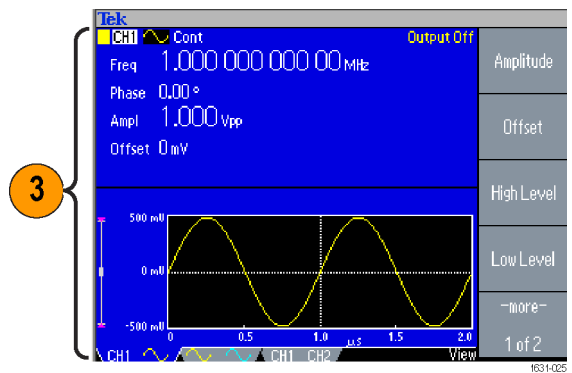 Tek
CH1 Cont Output Off
Freq 1.000 000 000 00 MHz
Phase 0.00 °
Ampl 1.000 Vpp
Offset 0 mV
Amplitude
Offset
High Level
Low Level
-more-
1 of 2
3
500 mV
0 mV
-500 mV
0 0.5 1.0 µs 1.5 2.0
CH1 CH1 CH2 View
1631-025